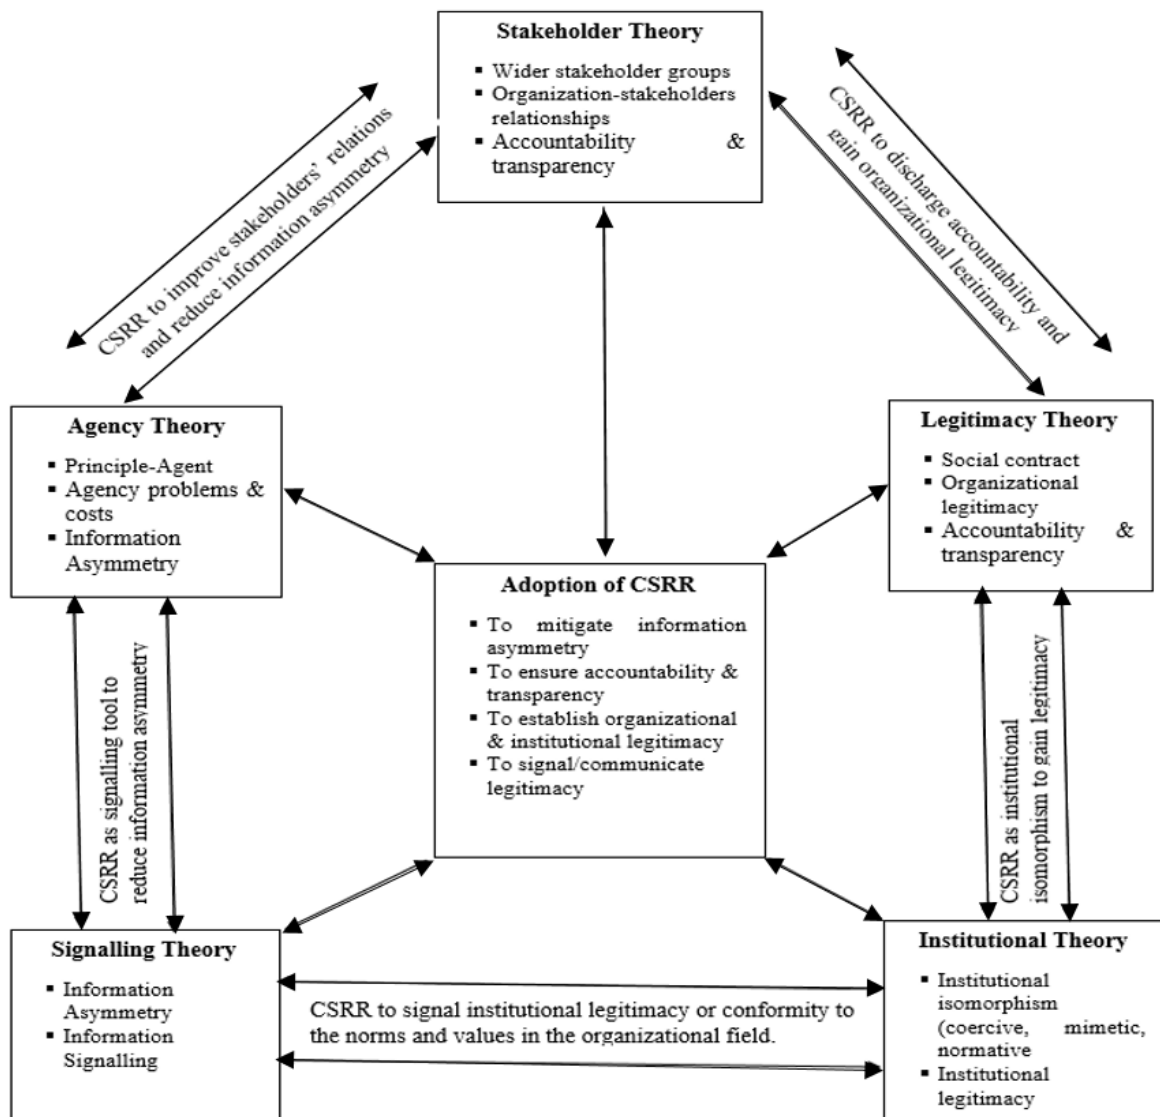 Stakeholder Theory
▪ Wider stakeholder groups
▪ Organization-stakeholders
relationships
▪ Accountability &
transparency
CSRR to improve stakeholders' relations
and reduce information asymmetry
CSRR to discharge accountability and
gain organizational legitimacy
Agency Theory
▪ Principle-Agent
▪ Agency problems &
costs
▪ Information
Asymmetry
Legitimacy Theory
▪ Social contract
▪ Organizational
legitimacy
▪ Accountability &
transparency
Adoption of CSRR
▪ To mitigate information
asymmetry
▪ To ensure accountability &
transparency
▪ To establish organizational
& institutional legitimacy
▪ To signal/communicate
legitimacy
CSRR as signalling tool to
reduce information asymmetry
CSRR as institutional
isomorphism to gain legitimacy
Signalling Theory
▪ Information
Asymmetry
▪ Information
Signalling
CSRR to signal institutional legitimacy or conformity to
the norms and values in the organizational field.
Institutional Theory
▪ Institutional
isomorphism
(coercive, mimetic,
normative
▪ Institutional
legitimacy